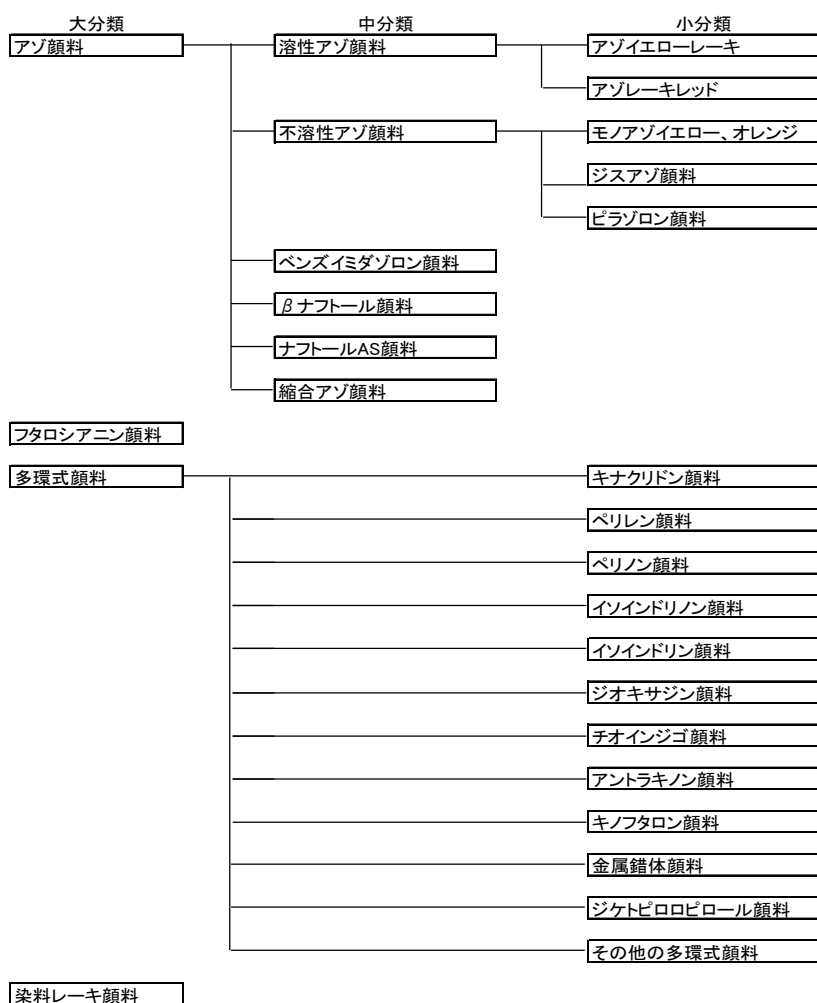 大分類 中分類 小分類
アゾ顔料 溶性アゾ顔料 アゾイエローレーキ
アゾレーキレッド
不溶性アゾ顔料 モノアゾイエロー、オレンジ
ジスアゾ顔料
ピラゾロン顔料
ベンズイミダゾロン顔料
βナフトール顔料
ナフトールAS顔料
縮合アゾ顔料
フタロシアニン顔料
多環式顔料 キナクリドン顔料
ペリレン顔料
ペリノン顔料
イソインドリノン顔料
イソインドリン顔料
ジオキサジン顔料
チオインジゴ顔料
アントラキノン顔料
キノフタロン顔料
金属錯体顔料
ジケトピロロピロール顔料
その他の多環式顔料
染料レーキ顔料